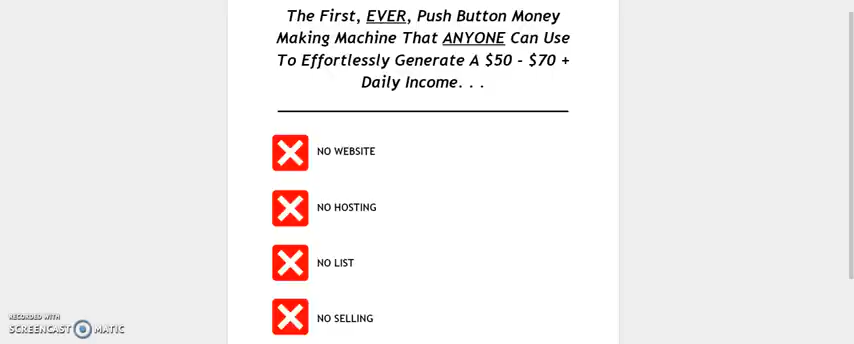 The First, EVER, Push Button Money
Making Machine That ANYONE Can Use
To Effortlessly Generate A $50 - $70 +
Daily Income. . .
NO WEBSITE
NO HOSTING
NO LIST
NO SELLING
RECORDED WITH
SCREENCAST MATIC